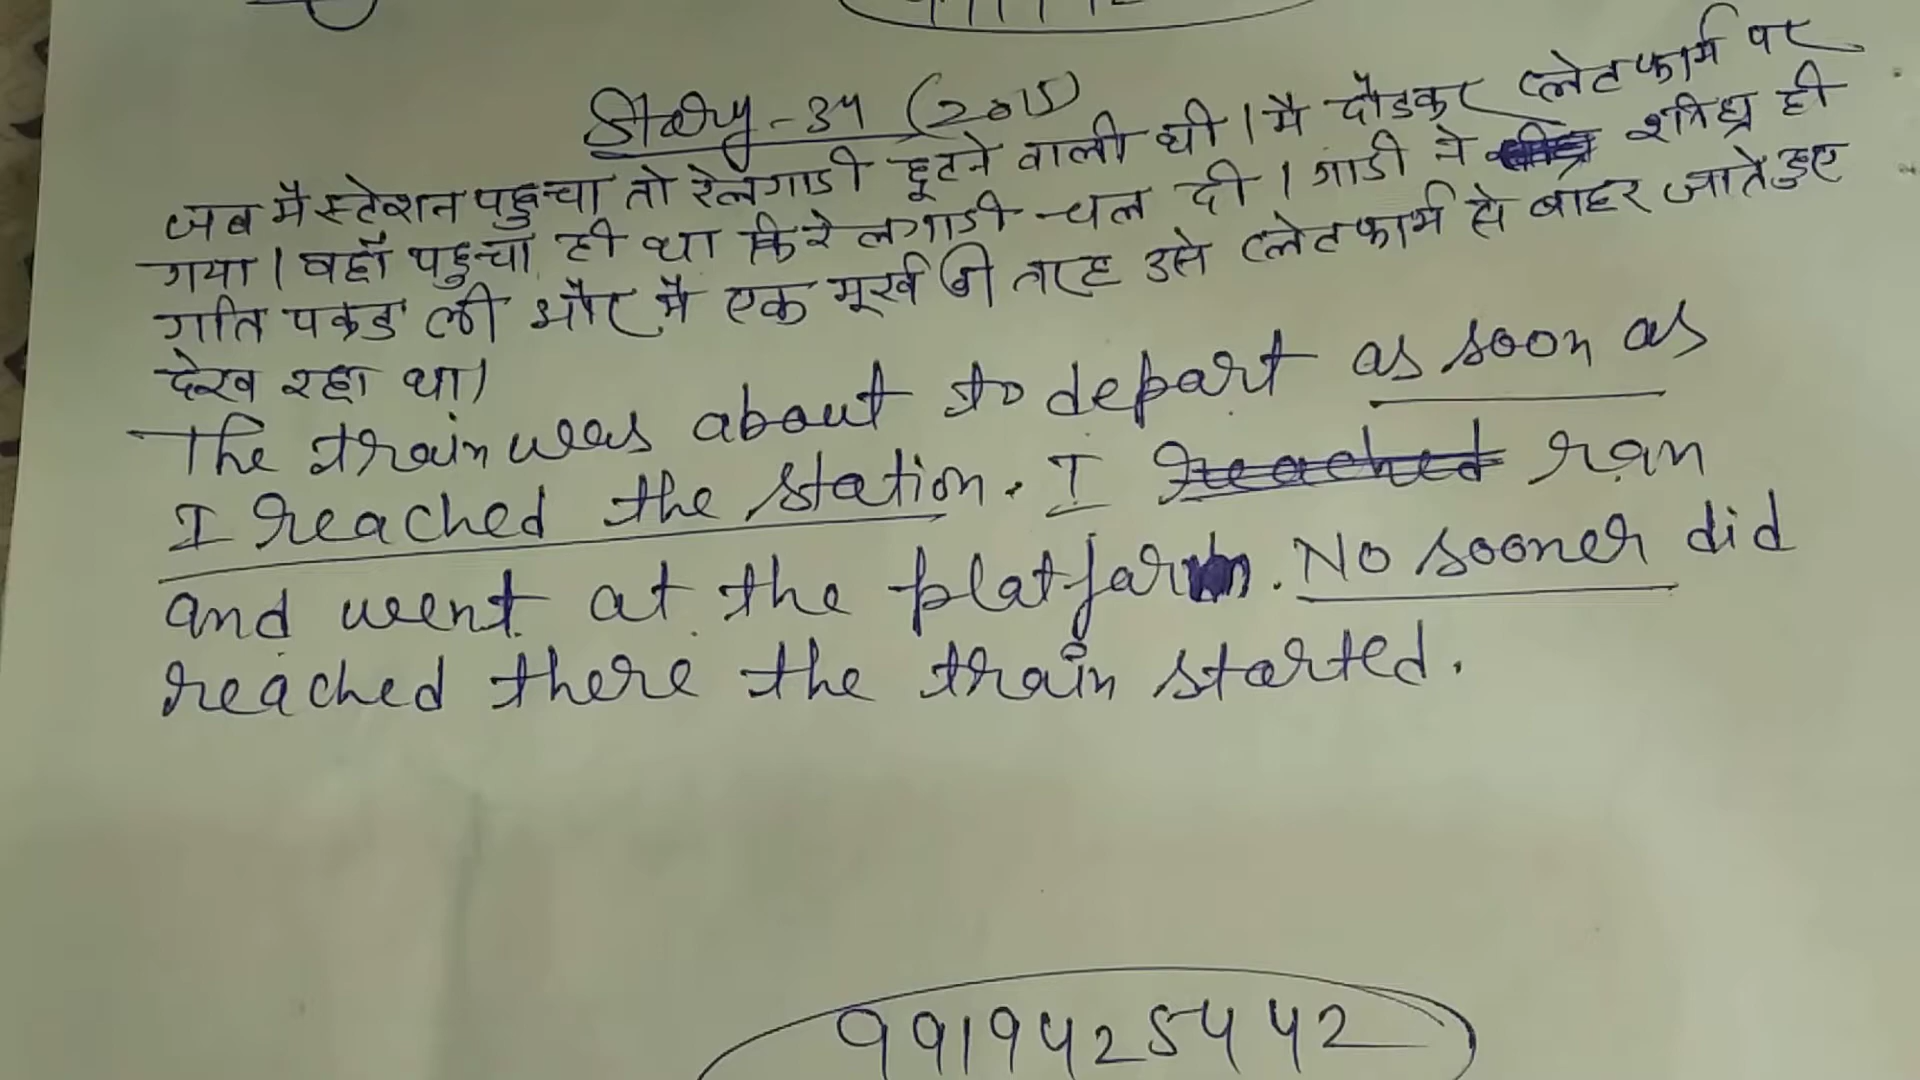 Story - 34 (2015)
जब मै स्टेशन पहुचा तो रेलगाडी छूटने वाली थी । मै दौडकर प्लेटफार्म पर
गया । वहाँ पहुचा ही था कि रेलगाडी चल दी । गाडी ने शीघ्र ही
गति पकड ली और मै एक मूर्ख की तरह उसे प्लेटफार्म से बाहर जाते हुए
देख रहा था ।
The train was about to depart as soon as
I reached the station. I reached ran
and went at the platform. No sooner did
reached there the train started.
9919425442